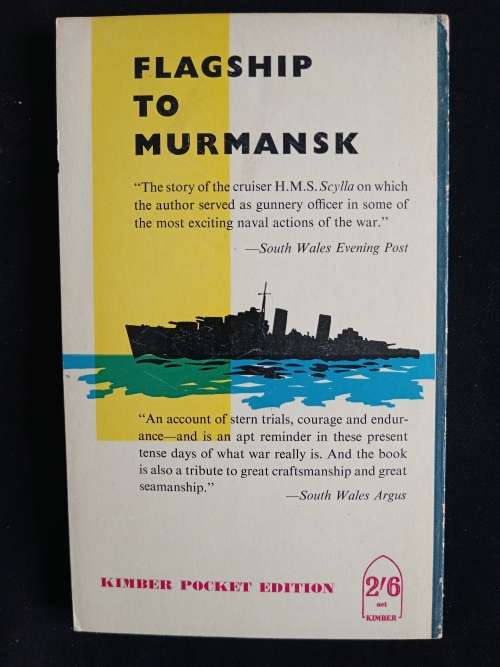 FLAGSHIP
TO
MURMANSK
“The story of the cruiser H.M.S. Scylla on which
the author served as gunnery officer in some of
the most exciting naval actions of the war.”
—South Wales Evening Post
“An account of stern trials, courage and endur-
ance—and is an apt reminder in these present
tense days of what war really is. And the book
is also a tribute to great craftsmanship and great
seamanship.”
—South Wales Argus
KIMBER POCKET EDITION
2/6
net
KIMBER